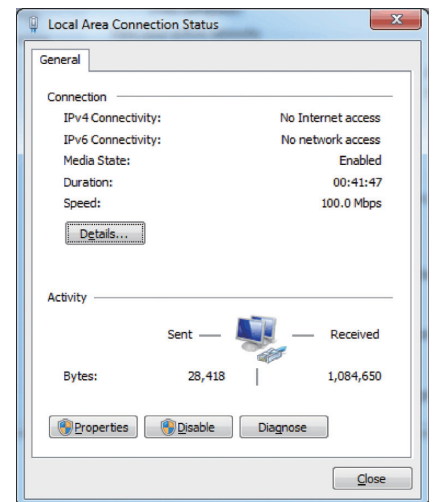 Local Area Connection Status
General
Connection
IPv4 Connectivity: No Internet access
IPv6 Connectivity: No network access
Media State: Enabled
Duration: 00:41:47
Speed: 100.0 Mbps
Details...
Activity
Sent Received
Bytes: 28,418 1,084,650
Properties Disable Diagnose
Close